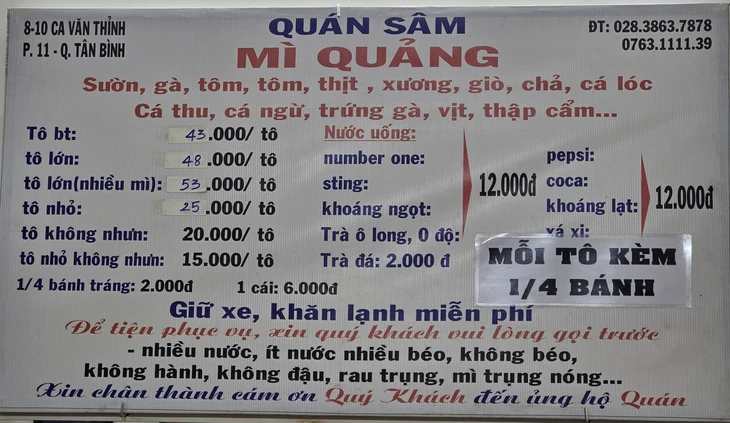 8-10 CA VĂN THỈNH
P. 11 - Q. TÂN BÌNH
QUÁN SÂM
ĐT: 028.3863.7878
0763.1111.39
MÌ QUẢNG
Sườn, gà, tôm, tôm, thịt , xương, giò, chả, cá lóc
Cá thu, cá ngừ, trứng gà, vịt, thập cẩm...
Tô bt: 43.000/ tô
tô lớn: 48.000/ tô
tô lớn(nhiều mì): 53.000/ tô
tô nhỏ: 25.000/ tô
tô không nhưn: 20.000/ tô
tô nhỏ không nhưn: 15.000/ tô
1/4 bánh tráng: 2.000đ 1 cái: 6.000đ
Nước uống:
number one:
sting:
khoáng ngọt:
Trà ô long, 0 độ:
12.000đ
Trà đá: 2.000 đ
pepsi:
coca:
khoáng lạt:
xá xị:
12.000đ
MỖI TÔ KÈM
1/4 BÁNH
Giữ xe, khăn lạnh miễn phí
Để tiện phục vụ, xin quý khách vui lòng gọi trước
- nhiều nước, ít nước nhiều béo, không béo,
không hành, không đậu, rau trụng, mì trụng nóng...
Xin chân thành cám ơn Quý Khách đến ủng hộ Quán